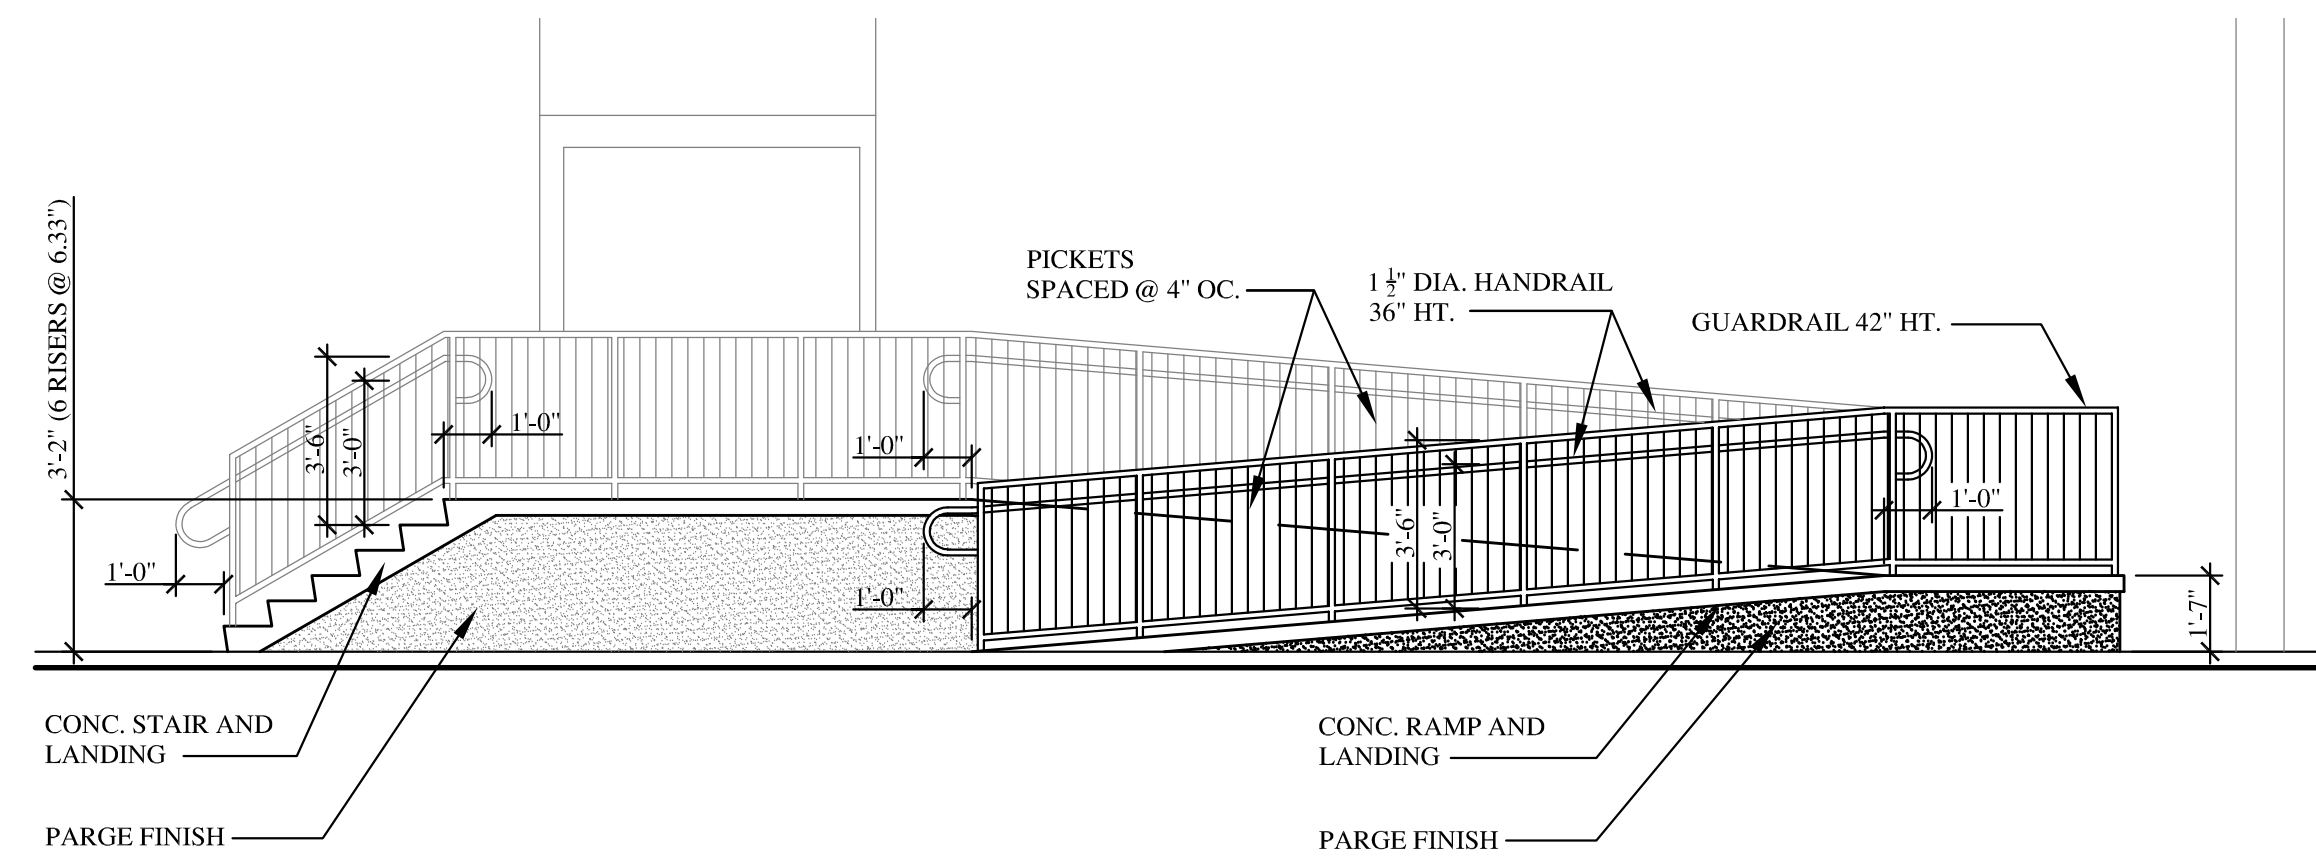 3'-2" (6 RISERS @ 6.33")
PICKETS
SPACED @ 4" OC.
1 1/2" DIA. HANDRAIL
36" HT.
GUARDRAIL 42" HT.
3'-6"
3'-0"
1'-0"
1'-0"
1'-0"
1'-0"
3'-6"
3'-0"
1'-0"
1'-7"
CONC. STAIR AND
LANDING
PARGE FINISH
CONC. RAMP AND
LANDING
PARGE FINISH